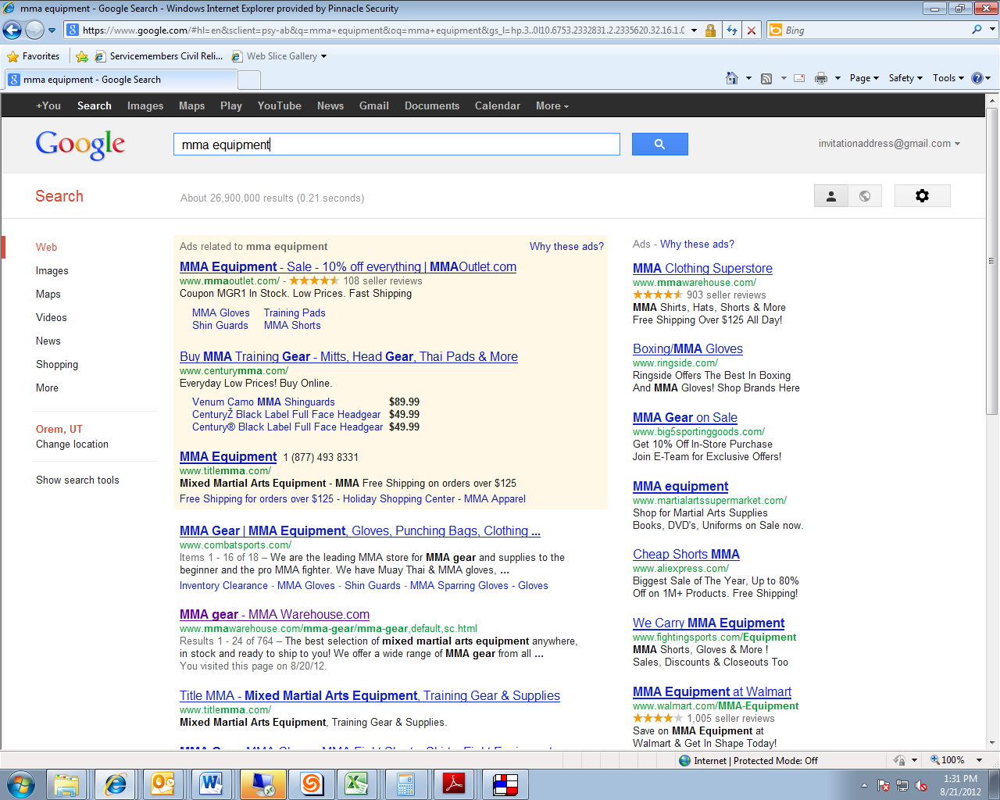 mma equipment - Google Search - Windows Internet Explorer provided by Pinnacle Security
https://www.google.com/#hl=en&sclient=psy-ab&q=mma+equipment&oq=mma+equipment&gs_l=hp.3..0l10.6753.2332831.2.2335620.32.16.1.0
Bing
Favorites
Servicemembers Civil Reli...
Web Slice Gallery
mma equipment - Google Search
Page
Safety
Tools
+You Search Images Maps Play YouTube News Gmail Documents Calendar More
Google
mma equipment
invitationaddress@gmail.com
Search
About 26,900,000 results (0.21 seconds)
Web
Images
Maps
Videos
News
Shopping
More
Orem, UT
Change location
Show search tools
Ads related to mma equipment
Why these ads?
MMA Equipment - Sale - 10% off everything | MMAOutlet.com
www.mmaoutlet.com/ - 108 seller reviews
Coupon MGR1 In Stock. Low Prices. Fast Shipping
MMA Gloves Training Pads
Shin Guards MMA Shorts
Buy MMA Training Gear - Mitts, Head Gear, Thai Pads & More
www.centurymma.com/
Everyday Low Prices! Buy Online.
Venum Camo MMA Shinguards $89.99
CenturyŽ Black Label Full Face Headgear $49.99
Century® Black Label Full Face Headgear $49.99
MMA Equipment 1 (877) 493 8331
www.titlemma.com/
Mixed Martial Arts Equipment - MMA Free Shipping on orders over $125
Free Shipping for orders over $125 - Holiday Shopping Center - MMA Apparel
MMA Gear | MMA Equipment, Gloves, Punching Bags, Clothing ...
www.combatsports.com/
Items 1 - 16 of 18 – We are the leading MMA store for MMA gear and supplies to the
beginner and the pro MMA fighter. We have Muay Thai & MMA gloves, ...
Inventory Clearance - MMA Gloves - Shin Guards - MMA Sparring Gloves - Gloves
MMA gear - MMA Warehouse.com
www.mmawarehouse.com/mma-gear/mma-gear,default,sc.html
Results 1 - 24 of 764 – The best selection of mixed martial arts equipment anywhere,
in stock and ready to ship to you! We offer a wide range of MMA gear from all ...
You visited this page on 8/20/12.
Title MMA - Mixed Martial Arts Equipment, Training Gear & Supplies
www.titlemma.com/
Mixed Martial Arts Equipment, Training Gear & Supplies.
Ads - Why these ads?
MMA Clothing Superstore
www.mmawarehouse.com/
903 seller reviews
MMA Shirts, Hats, Shorts & More
Free Shipping Over $125 All Day!
Boxing/MMA Gloves
www.ringside.com/
Ringside Offers The Best In Boxing
And MMA Gloves! Shop Brands Here
MMA Gear on Sale
www.big5sportinggoods.com/
Get 10% Off In-Store Purchase
Join E-Team for Exclusive Offers!
MMA equipment
www.martialartssupermarket.com/
Shop for Martial Arts Supplies
Books, DVD's, Uniforms on Sale now.
Cheap Shorts MMA
www.aliexpress.com/
Biggest Sale of The Year, Up to 80%
Off on 1M+ Products. Free Shipping!
We Carry MMA Equipment
www.fightingsports.com/Equipment
MMA Shorts, Gloves & More !
Sales, Discounts & Closeouts Too
MMA Equipment at Walmart
www.walmart.com/MMA-Equipment
1,005 seller reviews
Save on MMA Equipment at
Walmart & Get In Shape Today!
Internet | Protected Mode: Off
100%
1:31 PM
8/21/2012